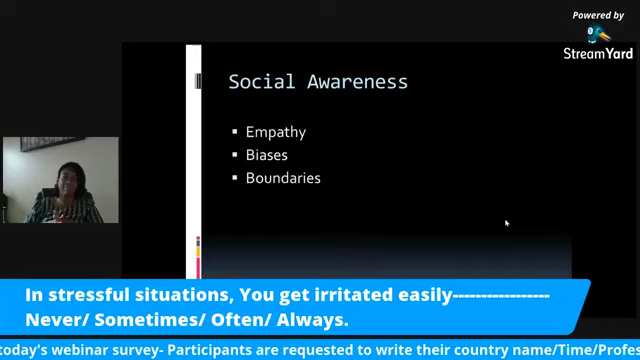 Powered by
StreamYard
Social Awareness
▪ Empathy
▪ Biases
▪ Boundaries
In stressful situations, You get irritated easily-----------------
Never/ Sometimes/ Often/ Always.
today's webinar survey- Participants are requested to write their country name/Time/Profes